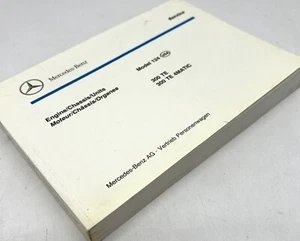 Service
Mercedes-Benz
Engine/Chassis/Units
Moteur/Châssis/Organes
Model 124
300 TE
300 TE 4MATIC
Mercedes-Benz AG · Vertrieb Personenwagen